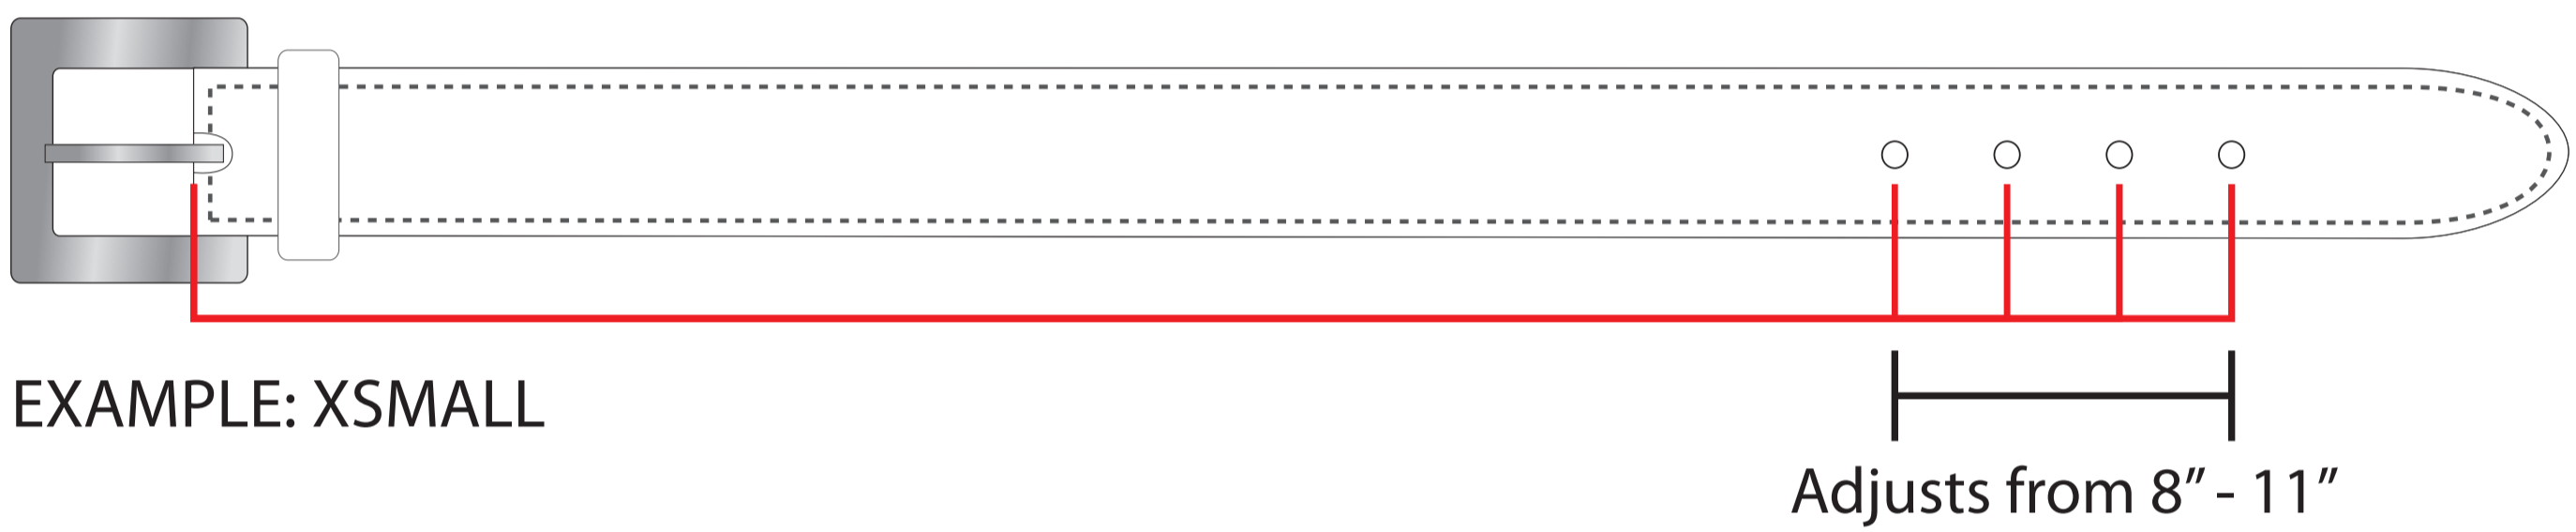 EXAMPLE: XSMALL
Adjusts from 8” - 11”